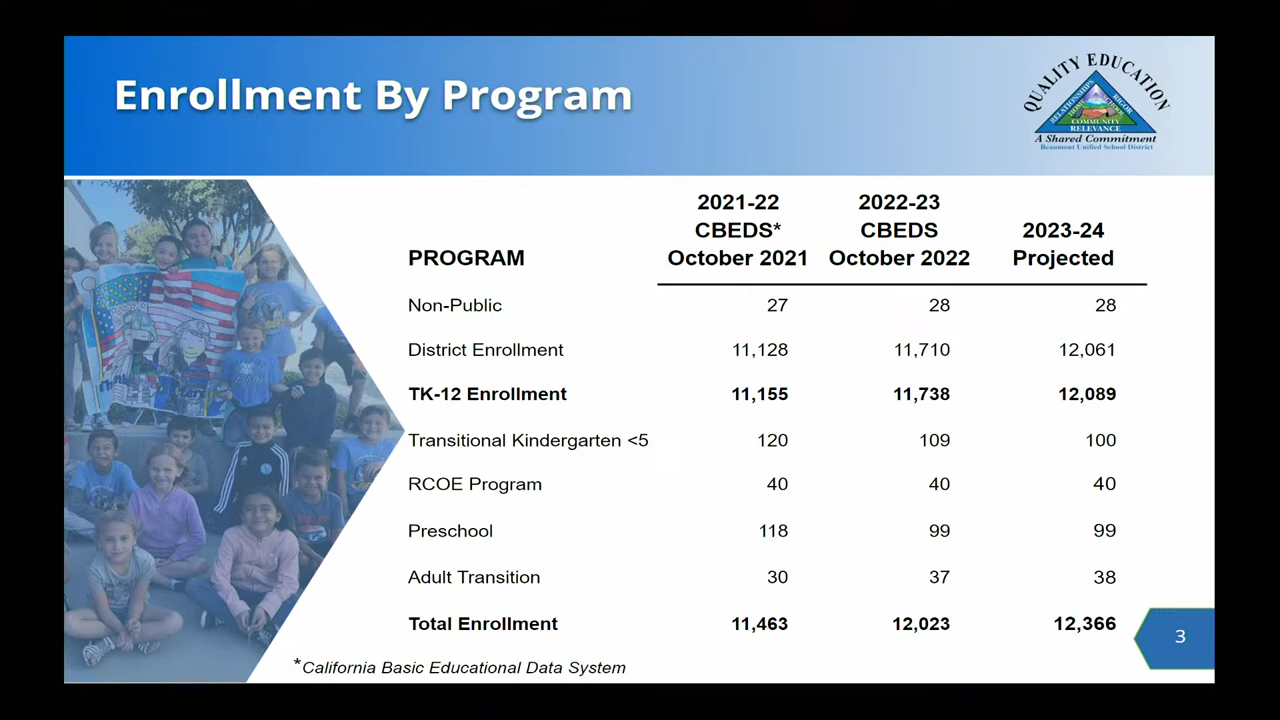 Enrollment By Program
QUALITY EDUCATION
RELATIONSHIPS
RIGOR
COMMUNITY
RELEVANCE
A Shared Commitment
Beaumont Unified School District
2021-22 2022-23
CBEDS* CBEDS 2023-24
PROGRAM October 2021 October 2022 Projected
Non-Public 27 28 28
District Enrollment 11,128 11,710 12,061
TK-12 Enrollment 11,155 11,738 12,089
Transitional Kindergarten <5 120 109 100
RCOE Program 40 40 40
Preschool 118 99 99
Adult Transition 30 37 38
Total Enrollment 11,463 12,023 12,366
3
*California Basic Educational Data System